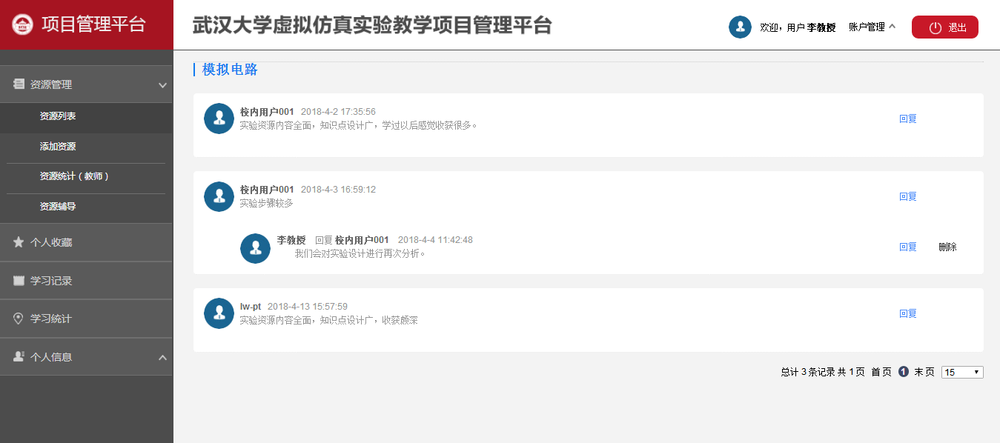 项目管理平台
武汉大学虚拟仿真实验教学项目管理平台
欢迎，用户 李教授 账户管理
退出
资源管理
资源列表
添加资源
资源统计（教师）
资源辅导
个人收藏
学习记录
学习统计
个人信息
模拟电路
校内用户001 2018-4-2 17:35:56
实验资源内容全面，知识点设计广，学过以后感觉收获很多。
回复
校内用户001 2018-4-3 16:59:12
实验步骤较多
回复
李教授 回复 校内用户001 2018-4-4 11:42:48
我们会对实验设计进行再次分析。
回复 删除
lw-pt 2018-4-13 15:57:59
实验资源内容全面，知识点设计广，收获颇深
回复
总计 3 条记录 共 1 页 首 页 1 末 页 15